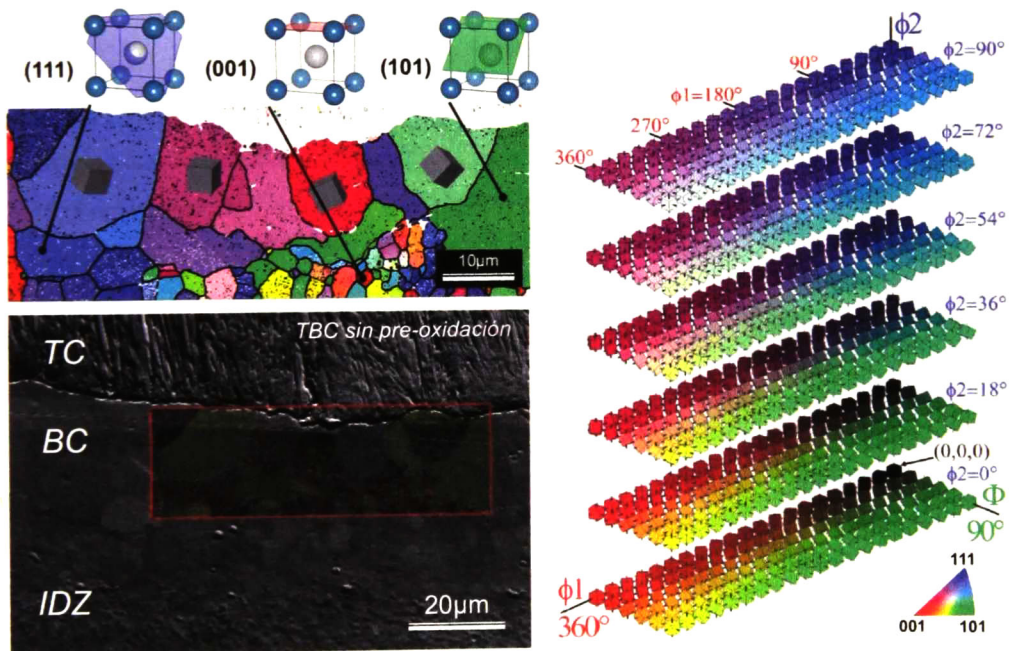 (111)
(001)
(101)
10µm
TBC sin pre-oxidación
TC
BC
IDZ
20µm
ϕ2
ϕ2=90°
90°
ϕ1=180°
270°
360°
ϕ2=72°
ϕ2=54°
ϕ2=36°
ϕ2=18°
(0,0,0)
ϕ2=0°
Φ
90°
ϕ1
360°
111
001
101